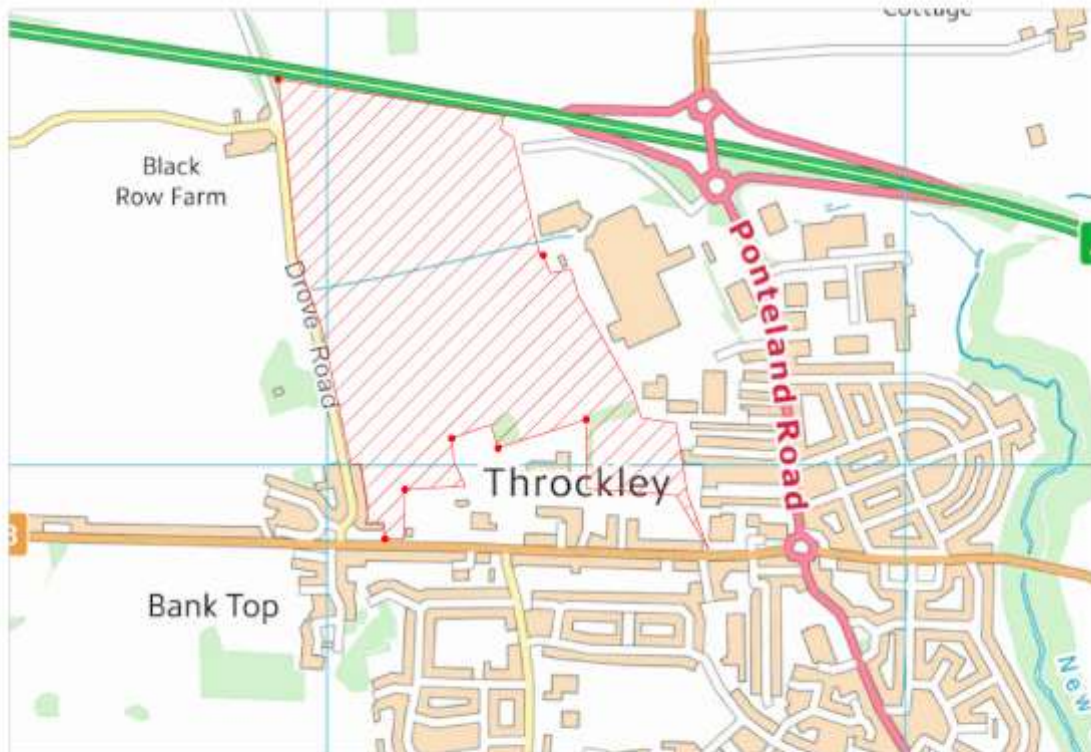 Cottage
Black
Row Farm
Ponteland Road
Drove Road
Throckley
Bank Top
New